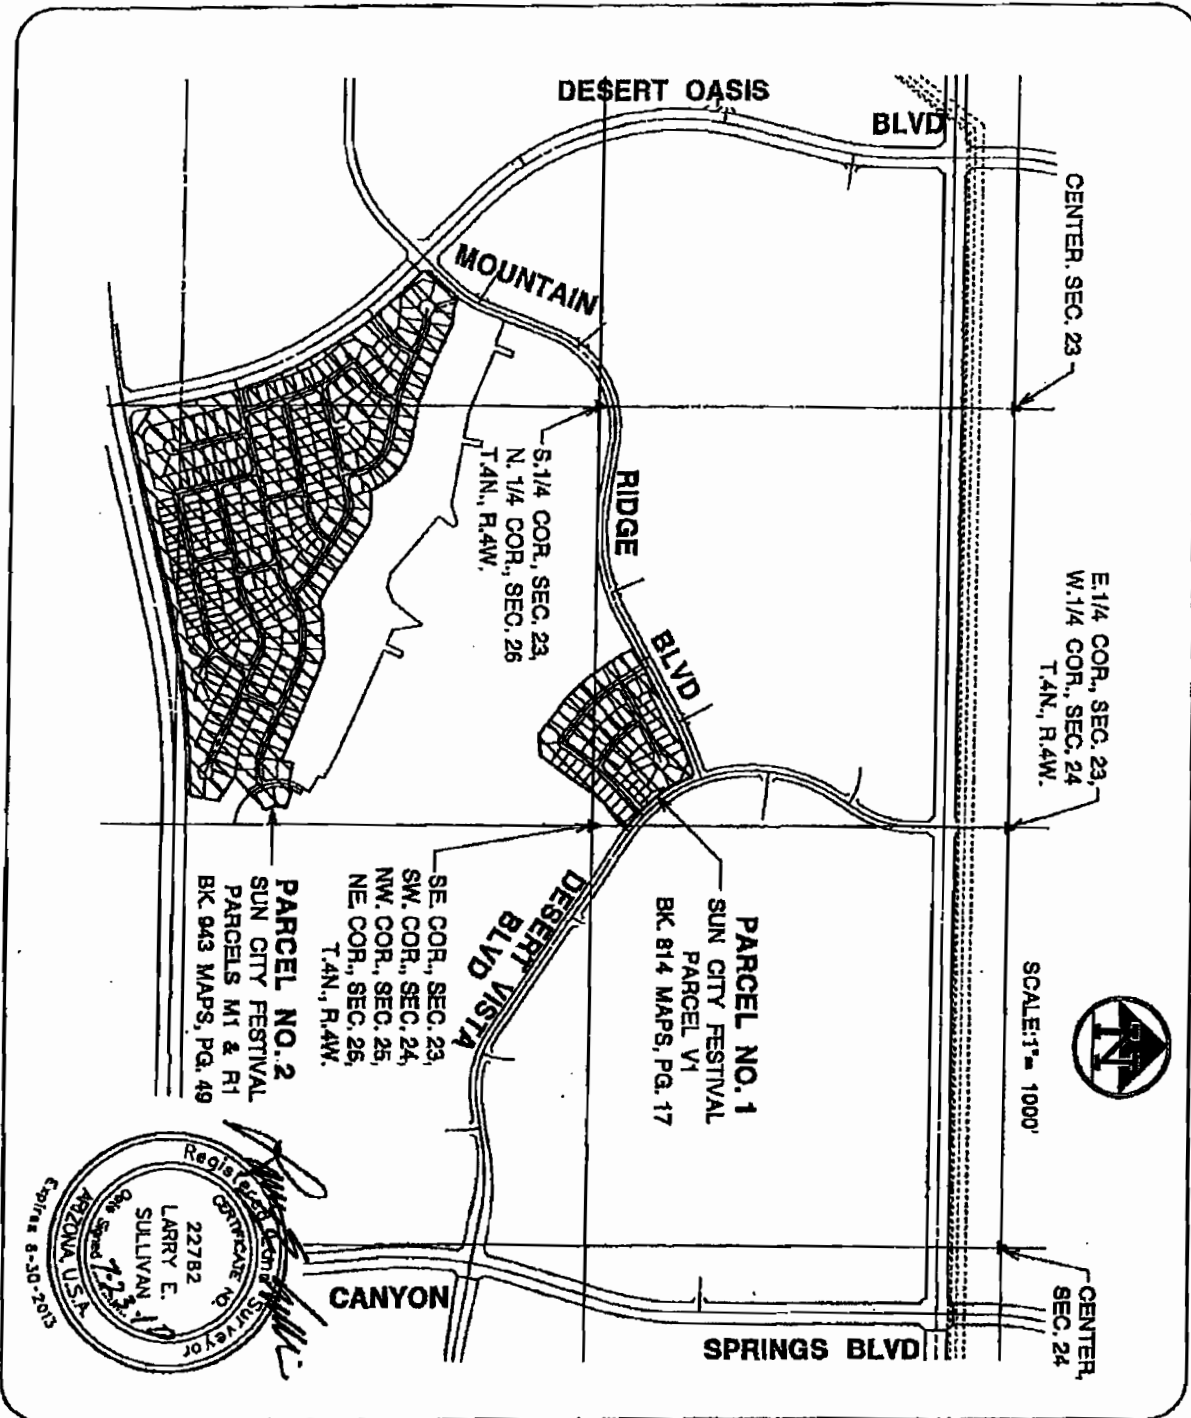 DESERT OASIS
BLVD
CENTER. SEC. 23
MOUNTAIN
RIDGE
BLVD
S.1/4 COR., SEC. 23,
N. 1/4 COR., SEC. 26
T.4N., R.4W.
E.1/4 COR., SEC. 23,
W.1/4 COR., SEC. 24
T.4N., R.4W.
SCALE:1"= 1000'
N
PARCEL NO. 1
SUN CITY FESTIVAL
PARCEL V1
BK. 814 MAPS, PG. 17
DESERT VISTA
BLVD
SE. COR., SEC. 23,
SW. COR., SEC. 24,
NW. COR., SEC. 25,
NE. COR., SEC. 26,
T.4N., R.4W.
PARCEL NO. 2
SUN CITY FESTIVAL
PARCELS M1 & R1
BK. 943 MAPS, PG. 49
CANYON
SPRINGS BLVD
CENTER,
SEC. 24
Registered Land Surveyor
CERTIFICATE NO.
22782
LARRY E.
SULLIVAN
Date Signed
ARIZONA, U.S.A.
Expires 6-30-2013